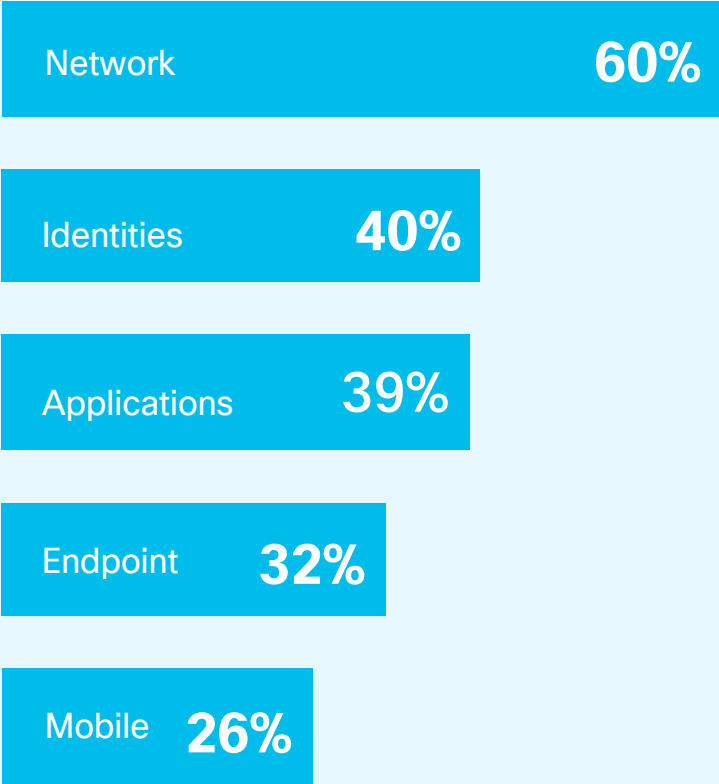 Network 60%
Identities 40%
Applications 39%
Endpoint 32%
Mobile 26%